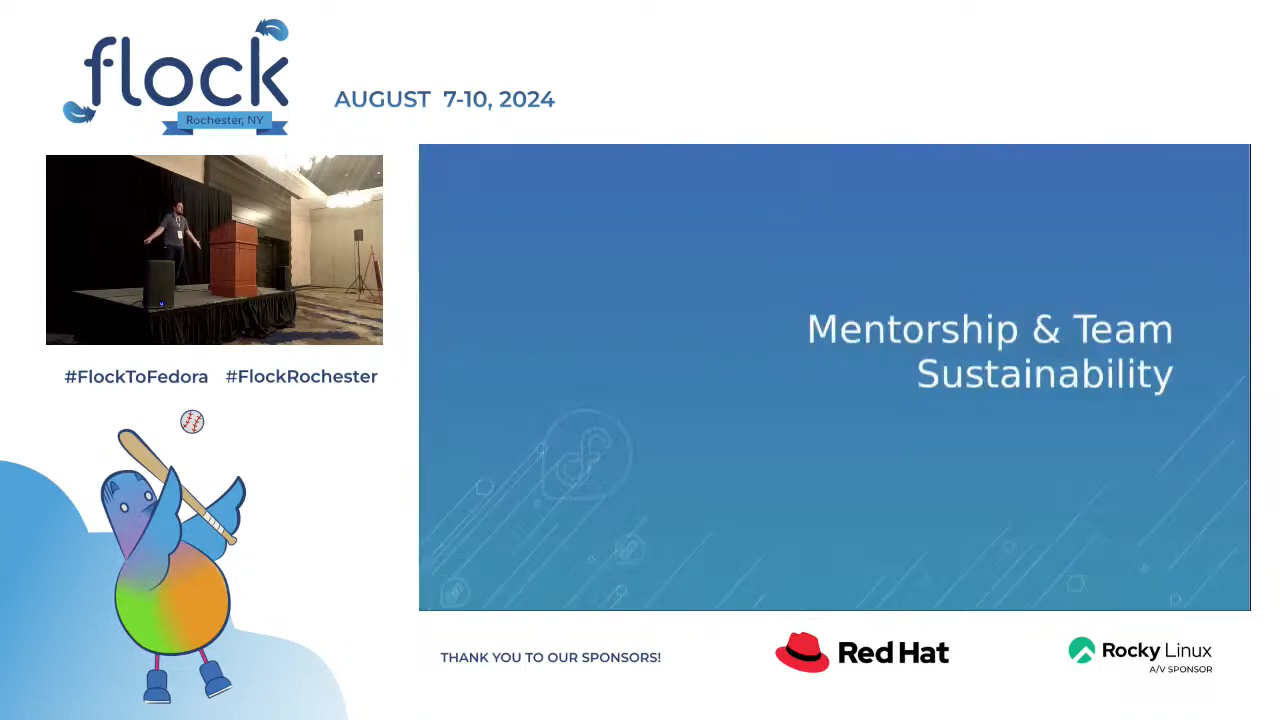 flock
Rochester, NY
AUGUST 7-10, 2024
#FlockToFedora #FlockRochester
Mentorship & Team
Sustainability
THANK YOU TO OUR SPONSORS!
Red Hat
Rocky Linux
A/V SPONSOR